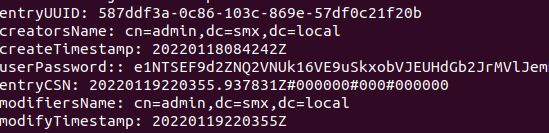 entryUUID: 587ddf3a-0c86-103c-869e-57df0c21f20b
creatorsName: cn=admin,dc=smx,dc=local
createTimestamp: 20220118084242Z
userPassword:: e1NTSEF9d2ZNQ2VNUk16VE9uSkxobVJEUHdGb2JrMVlJem
entryCSN: 20220119220355.937831Z#000000#000#000000
modifiersName: cn=admin,dc=smx,dc=local
modifyTimestamp: 20220119220355Z